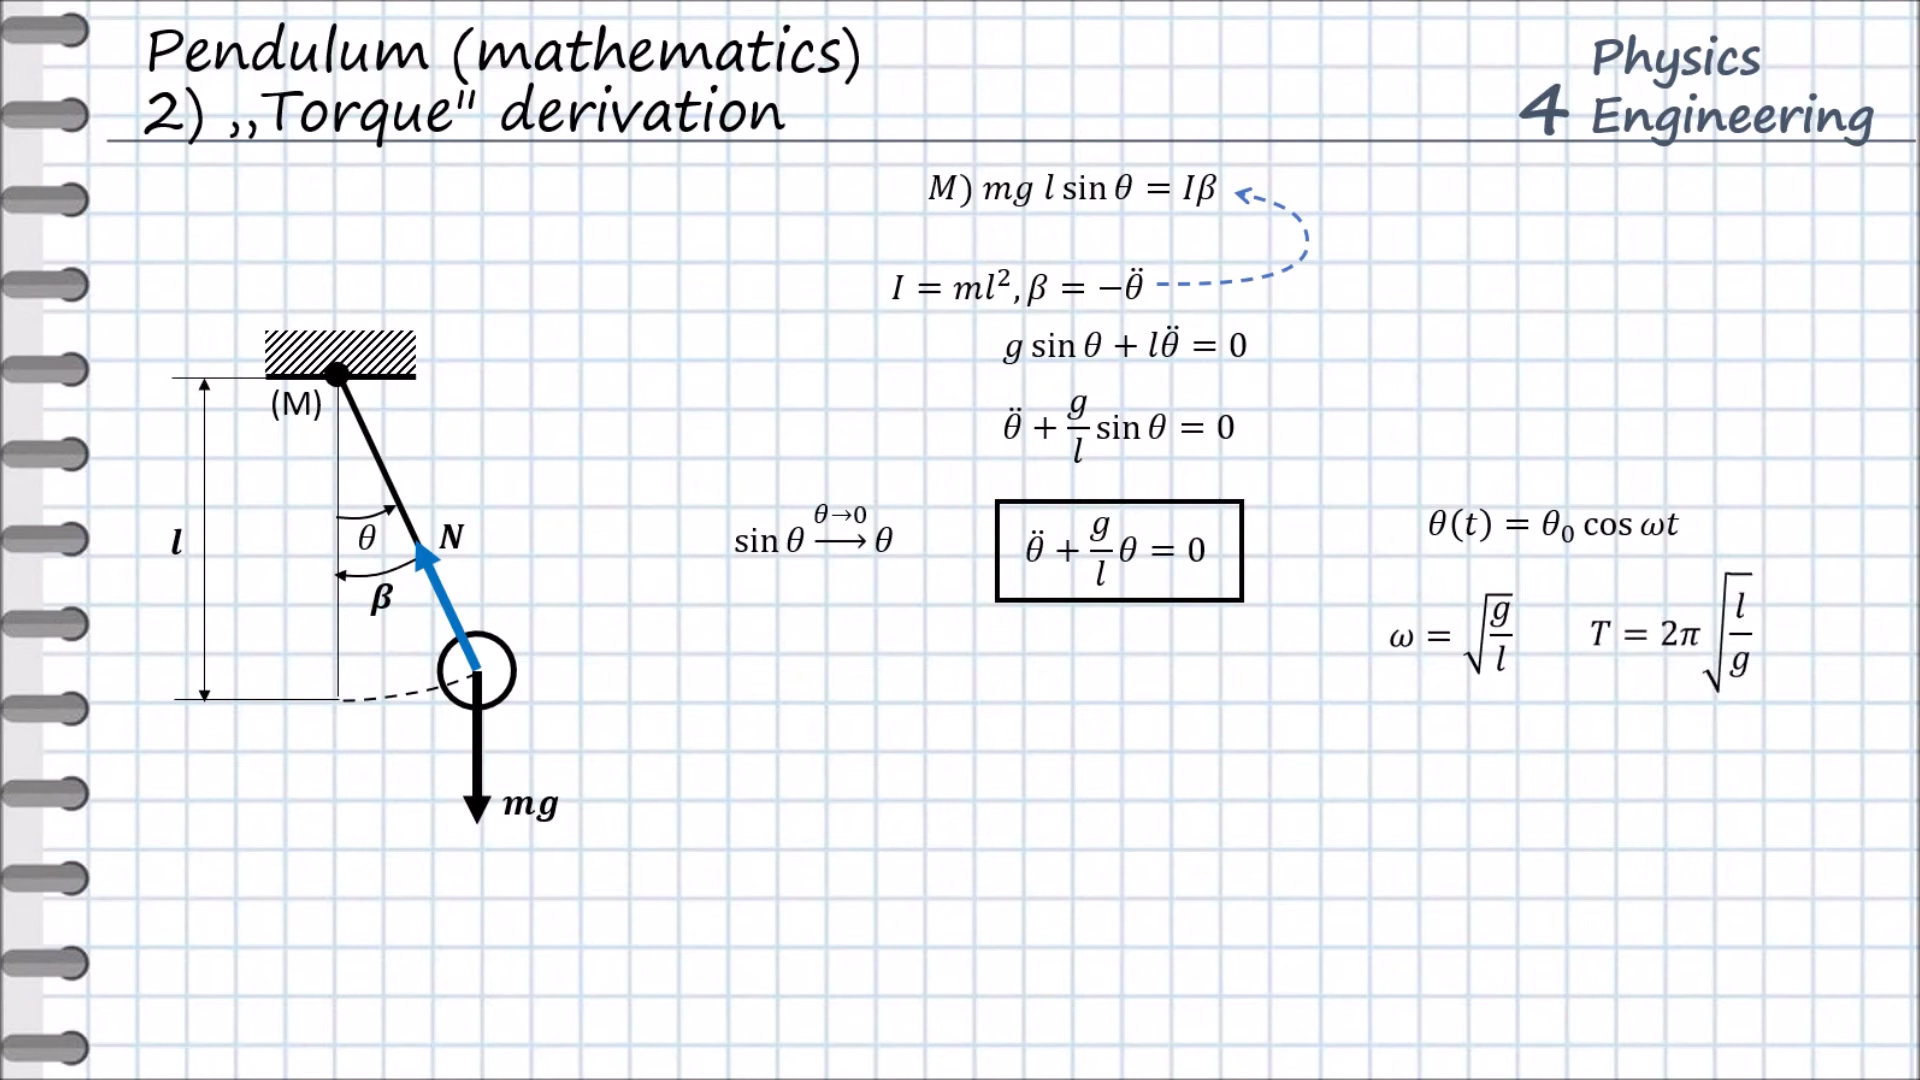 Pendulum (mathematics)
2) ,,Torque" derivation
Physics
4 Engineering
M) mg l sin θ = Iβ
I = ml², β = −θ̈
g sin θ + lθ̈ = 0
θ̈ + g/l sin θ = 0
(M)
l
θ
N
β
mg
sin θ ⟶ θ
θ→0
θ̈ + g/l θ = 0
θ(t) = θ₀ cos ωt
ω = √(g/l)
T = 2π √(l/g)